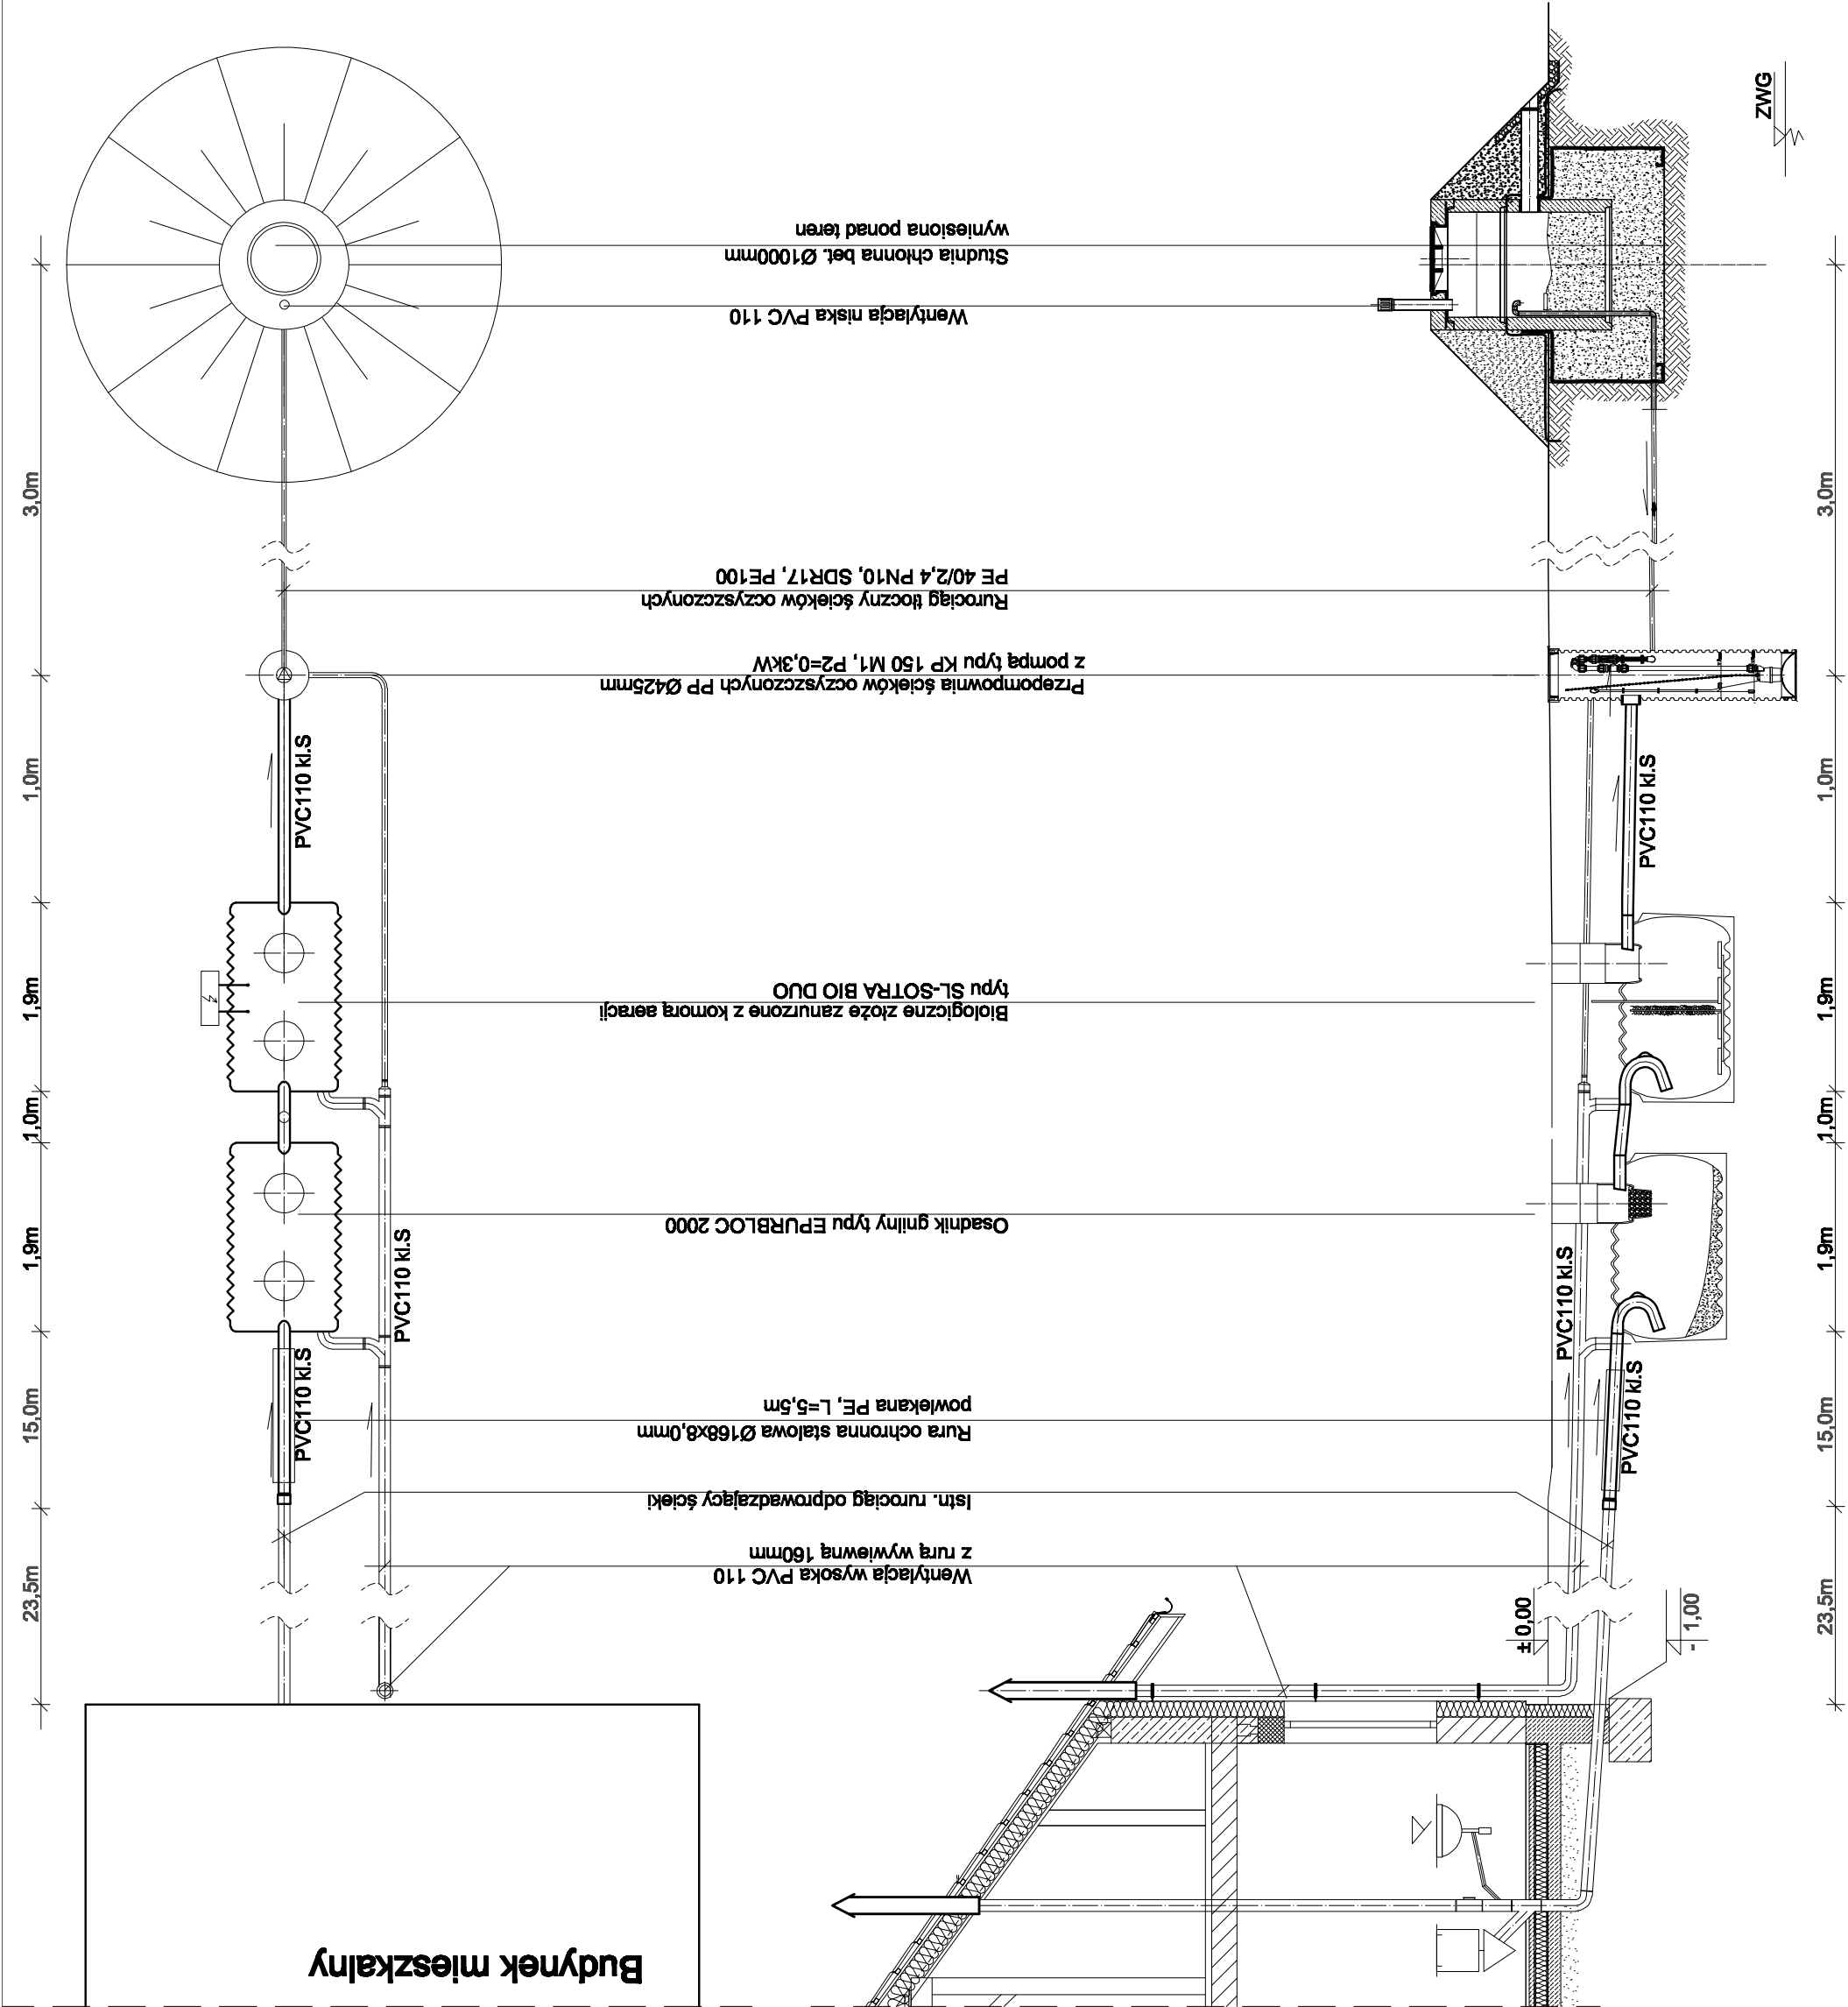 Budynek mieszkalny
Wentylacja wysoka PVC 110
z rurą wywiewną 160mm
Istn. rurociąg odprowadzający ścieki
Rura ochronna stalowa Ø168x8,0mm
powlekana PE, L=5,5m
Osadnik gnilny typu EPURBLOC 2000
Biologiczne złoże zanurzone z komorą aeracji
typu SL-SOTRA BIO DUO
Przepompownia ścieków oczyszczonych PP Ø425mm
z pompą typu KP 150 M1, P2=0,3kW
Rurociąg tłoczny ścieków oczyszczonych
PE 40/2,4 PN10, SDR17, PE100
Wentylacja niska PVC 110
Studnia chłonna bet. Ø1000mm
wyniesiona ponad teren
23,5m
15,0m
1,9m
1,0m
1,9m
1,0m
3,0m
PVC110 kl.S
PVC110 kl.S
PVC110 kl.S
± 0,00
- 1,00
PVC110 kl.S
PVC110 kl.S
PVC110 kl.S
ZWG
23,5m
15,0m
1,9m
1,0m
1,9m
1,0m
3,0m